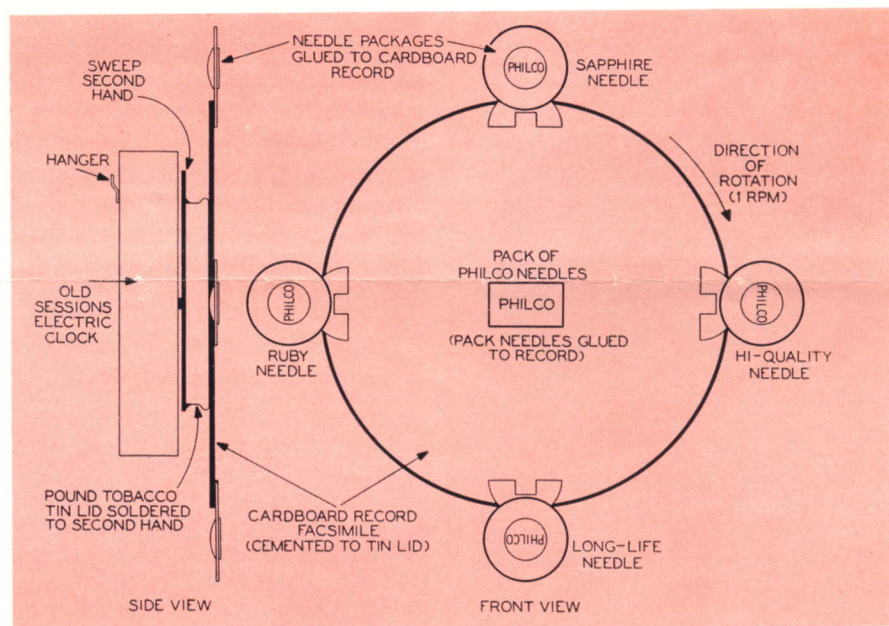 SWEEP
SECOND
HAND
NEEDLE PACKAGES
GLUED TO CARDBOARD
RECORD
PHILCO
SAPPHIRE
NEEDLE
HANGER
DIRECTION
OF
ROTATION
(1 RPM)
OLD
SESSIONS
ELECTRIC
CLOCK
PHILCO
RUBY
NEEDLE
PACK OF
PHILCO NEEDLES
PHILCO
(PACK NEEDLES GLUED
TO RECORD)
PHILCO
HI-QUALITY
NEEDLE
POUND TOBACCO
TIN LID SOLDERED
TO SECOND HAND
CARDBOARD RECORD
FACSIMILE
(CEMENTED TO TIN LID)
PHILCO
LONG-LIFE
NEEDLE
SIDE VIEW
FRONT VIEW